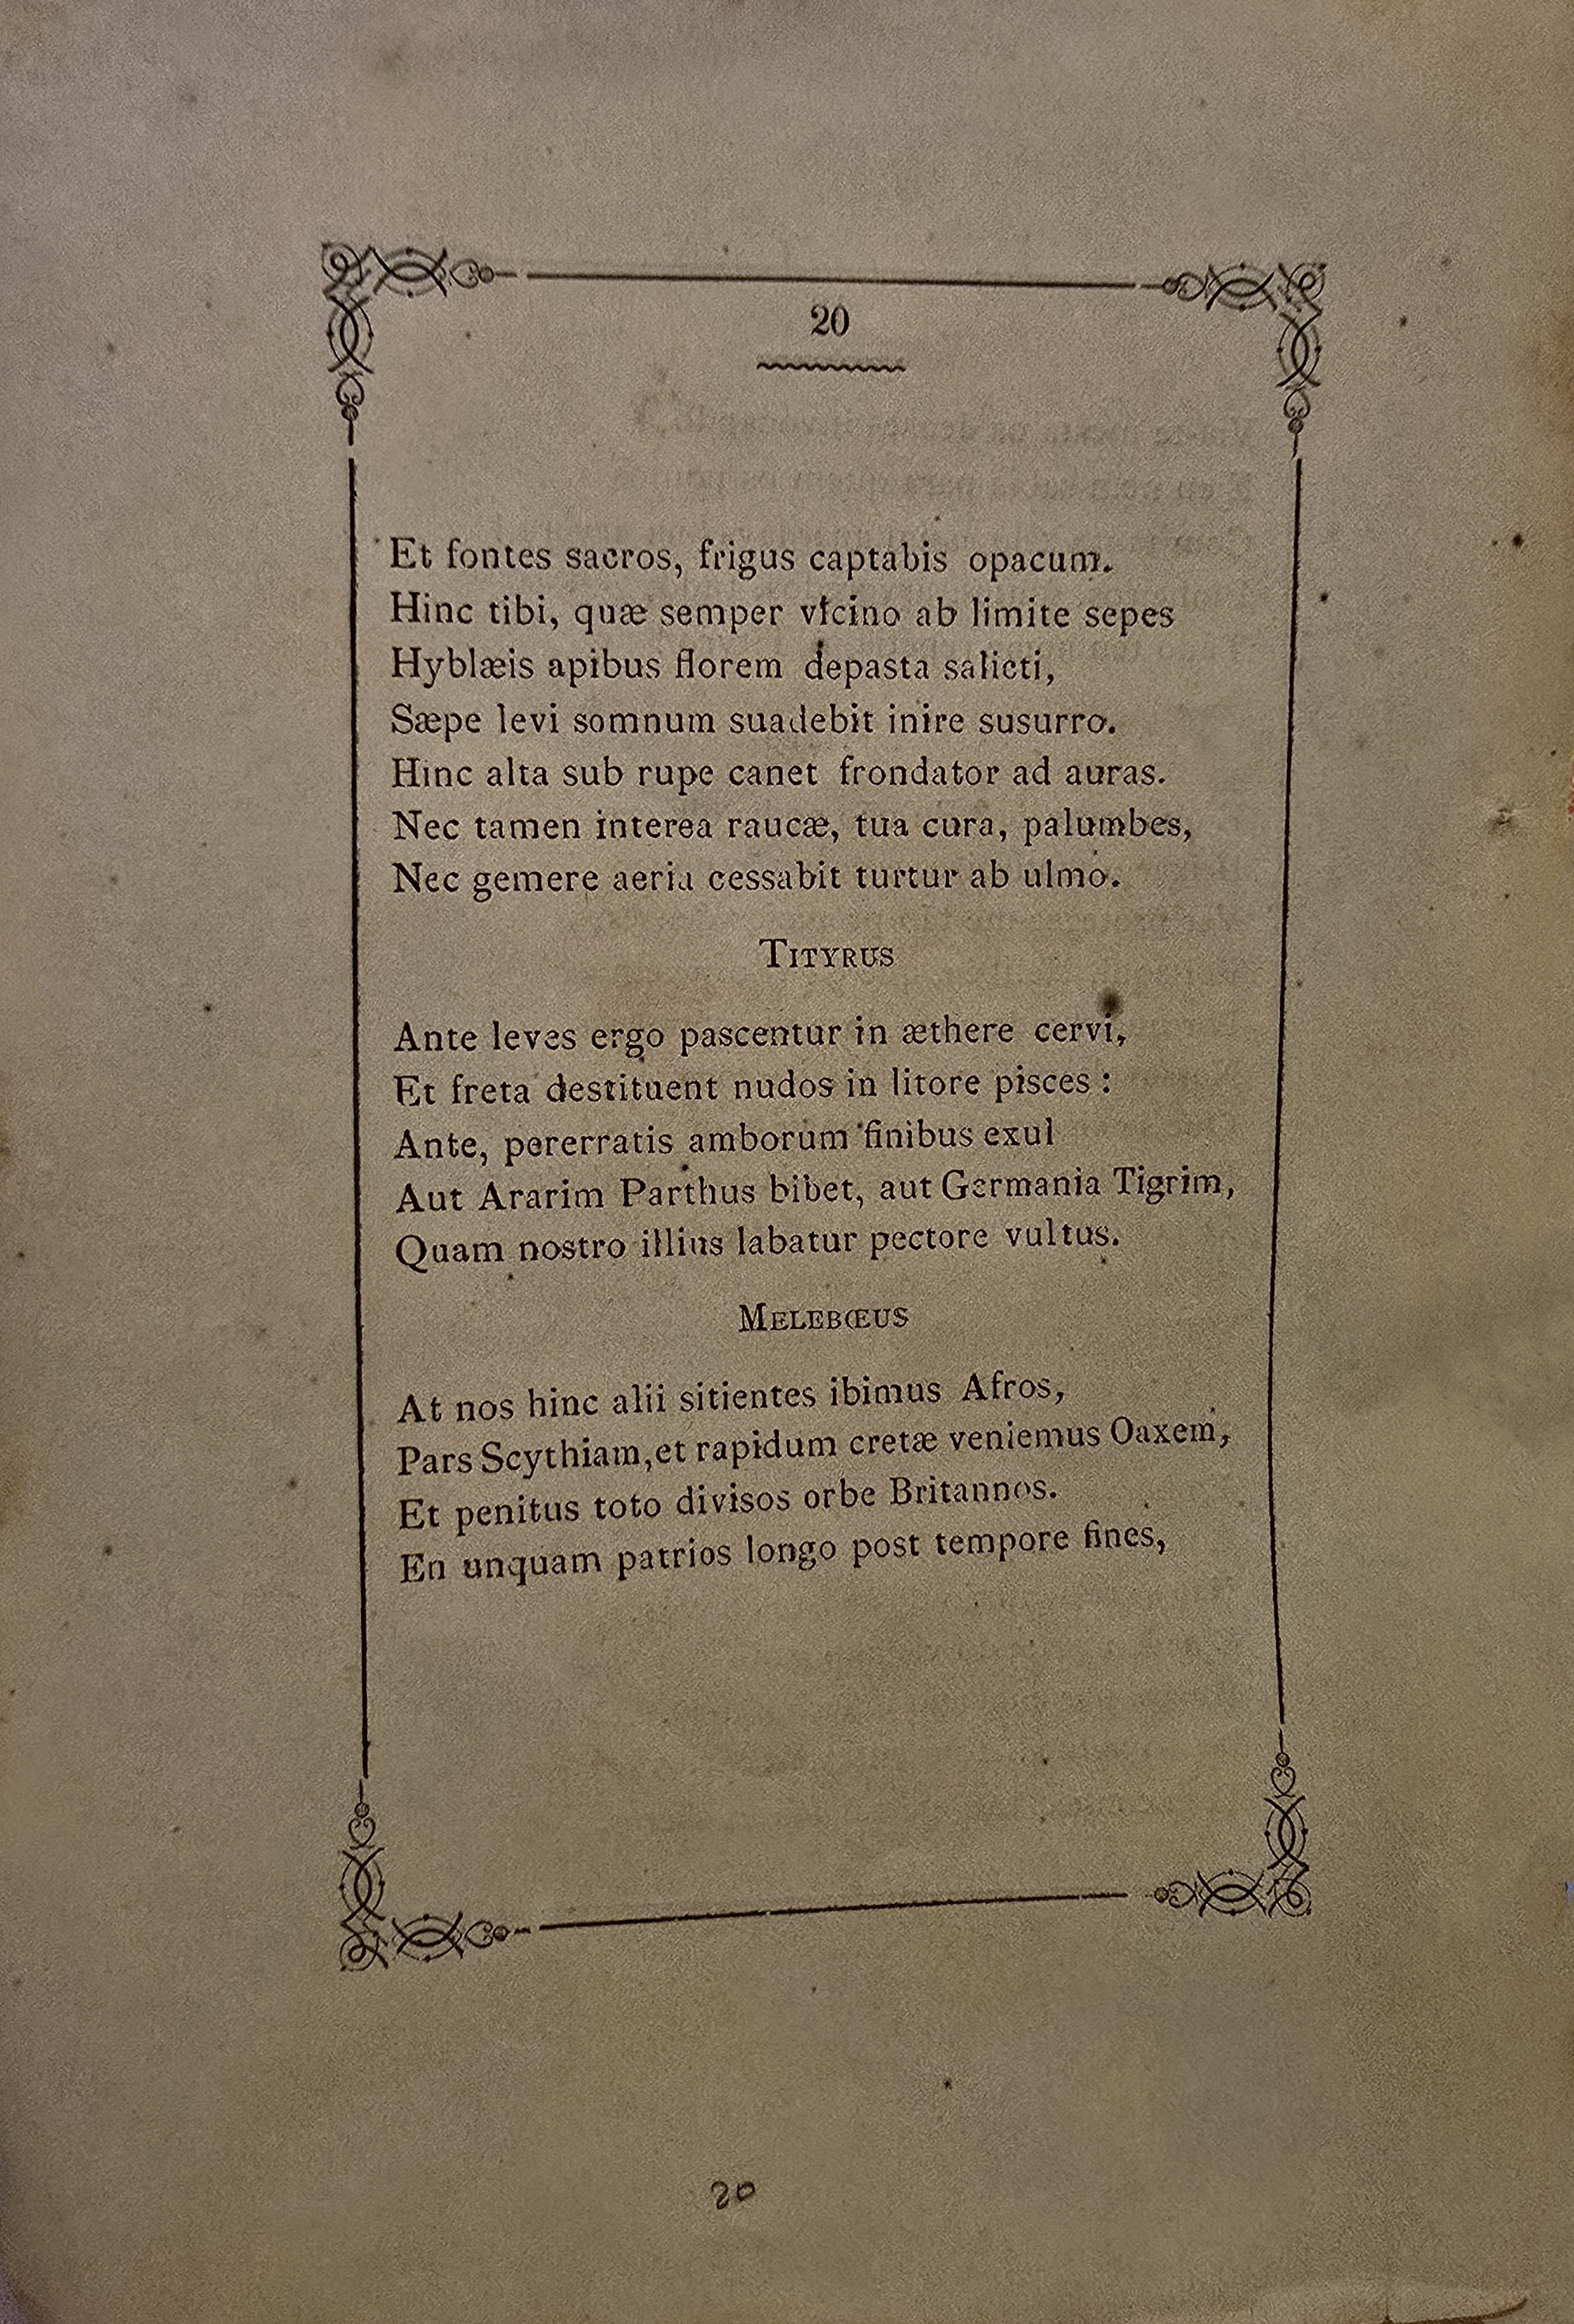 20
Et fontes sacros, frigus captabis opacum.
Hinc tibi, quæ semper vicino ab limite sepes
Hyblæis apibus florem depasta salicti,
Sæpe levi somnum suadebit inire susurro.
Hinc alta sub rupe canet frondator ad auras.
Nec tamen interea raucæ, tua cura, palumbes,
Nec gemere aeria cessabit turtur ab ulmo.
TITYRUS
Ante leves ergo pascentur in æthere cervi,
Et freta destituent nudos in litore pisces :
Ante, pererratis amborum finibus exul
Aut Ararim Parthus bibet, aut Germania Tigrim,
Quam nostro illius labatur pectore vultus.
MELEBŒUS
At nos hinc alii sitientes ibimus Afros,
Pars Scythiam, et rapidum cretæ veniemus Oaxem,
Et penitus toto divisos orbe Britannos.
En unquam patrios longo post tempore fines,
20